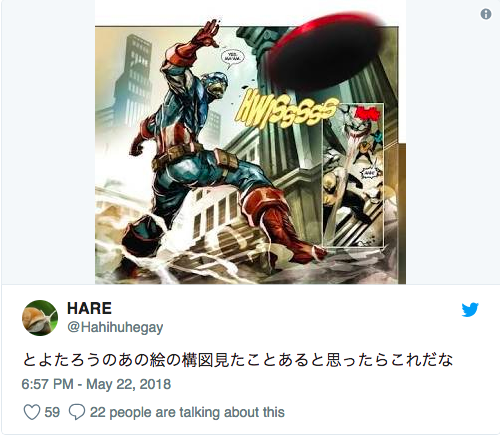 YES, MA'AM.
HWISSSSS
HARE
@Hahihuhegay
とよたろうのあの絵の構図見たことあると思ったらこれだな
6:57 PM - May 22, 2018
59 22 people are talking about this